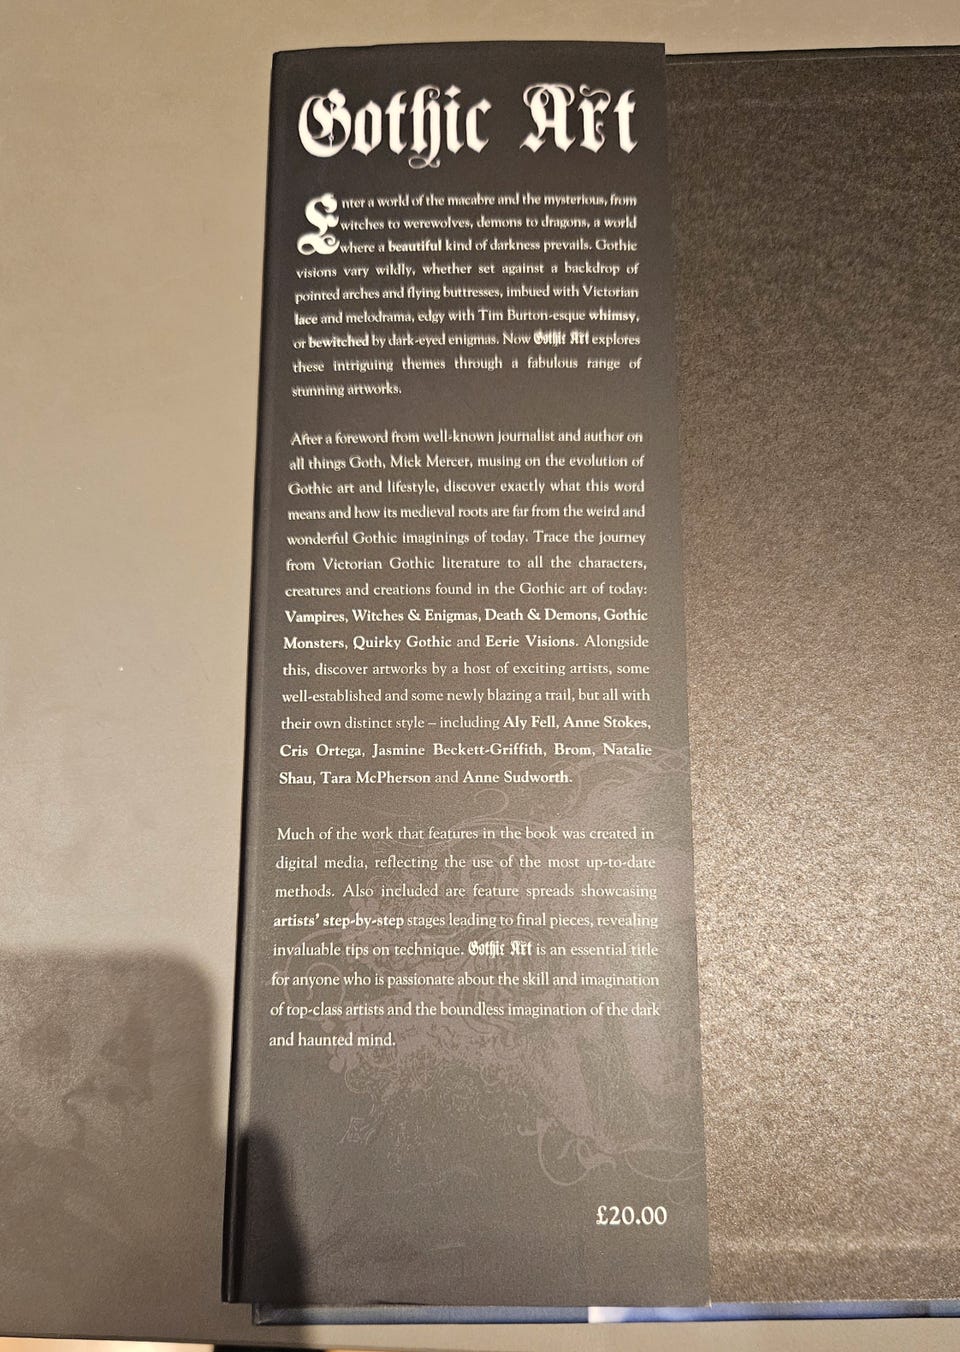 Gothic Art
Enter a world of the macabre and the mysterious, from
witches to werewolves, demons to dragons, a world
where a beautiful kind of darkness prevails. Gothic
visions vary wildly, whether set against a backdrop of
pointed arches and flying buttresses, imbued with Victorian
lace and melodrama, edgy with Tim Burton-esque whimsy,
or bewitched by dark-eyed enigmas. Now Gothic Art explores
these intriguing themes through a fabulous range of
stunning artworks.
After a foreword from well-known journalist and author on
all things Goth, Mick Mercer, musing on the evolution of
Gothic art and lifestyle, discover exactly what this word
means and how its medieval roots are far from the weird and
wonderful Gothic imaginings of today. Trace the journey
from Victorian Gothic literature to all the characters,
creatures and creations found in the Gothic art of today:
Vampires, Witches & Enigmas, Death & Demons, Gothic
Monsters, Quirky Gothic and Eerie Visions. Alongside
this, discover artworks by a host of exciting artists, some
well-established and some newly blazing a trail, but all with
their own distinct style – including Aly Fell, Anne Stokes,
Cris Ortega, Jasmine Beckett-Griffith, Brom, Natalie
Shau, Tara McPherson and Anne Sudworth.
Much of the work that features in the book was created in
digital media, reflecting the use of the most up-to-date
methods. Also included are feature spreads showcasing
artists' step-by-step stages leading to final pieces, revealing
invaluable tips on technique. Gothic Art is an essential title
for anyone who is passionate about the skill and imagination
of top-class artists and the boundless imagination of the dark
and haunted mind.
£20.00